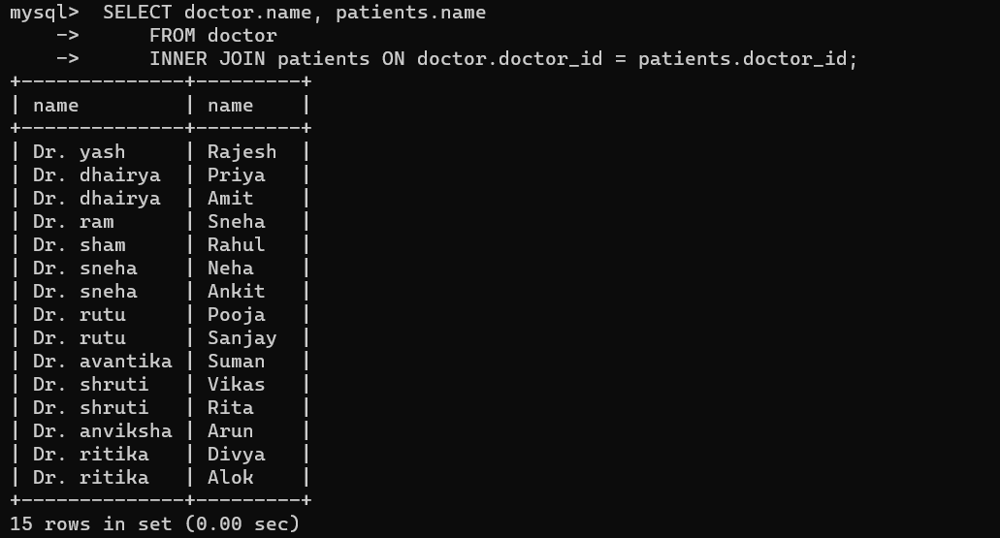 mysql>  SELECT doctor.name, patients.name
    ->      FROM doctor
    ->      INNER JOIN patients ON doctor.doctor_id = patients.doctor_id;
+--------------+---------+
| name         | name    |
+--------------+---------+
| Dr. yash     | Rajesh  |
| Dr. dhairya  | Priya   |
| Dr. dhairya  | Amit    |
| Dr. ram      | Sneha   |
| Dr. sham     | Rahul   |
| Dr. sneha    | Neha    |
| Dr. sneha    | Ankit   |
| Dr. rutu     | Pooja   |
| Dr. rutu     | Sanjay  |
| Dr. avantika | Suman   |
| Dr. shruti   | Vikas   |
| Dr. shruti   | Rita    |
| Dr. anviksha | Arun    |
| Dr. ritika   | Divya   |
| Dr. ritika   | Alok    |
+--------------+---------+
15 rows in set (0.00 sec)